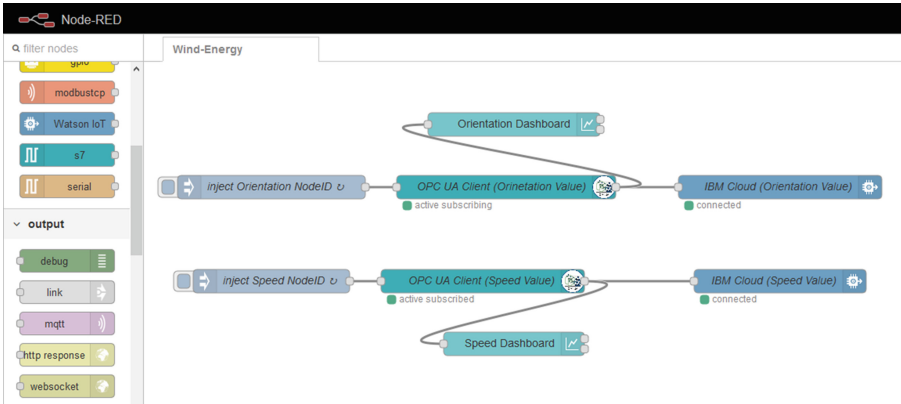 Node-RED
filter nodes
Wind-Energy
gpio
modbustcp
Watson IoT
s7
serial
output
debug
link
mqtt
http response
websocket
Orientation Dashboard
inject Orientation NodeID ↻
OPC UA Client (Orinetation Value)
active subscribing
IBM Cloud (Orientation Value)
connected
inject Speed NodeID ↻
OPC UA Client (Speed Value)
active subscribed
IBM Cloud (Speed Value)
connected
Speed Dashboard